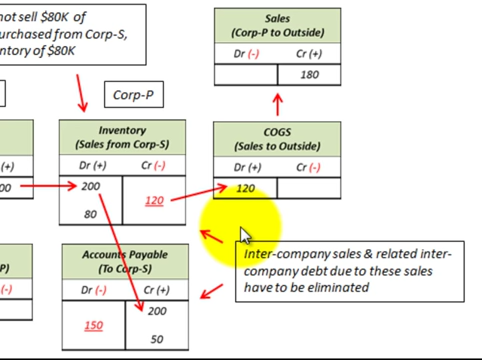 not sell $80K of
urchased from Corp-S,
ntory of $80K
Corp-P
Sales
(Corp-P to Outside)
Dr (-) Cr (+)
180
Inventory
(Sales from Corp-S)
Dr (+) Cr (-)
200
120
80
COGS
(Sales to Outside)
Dr (+) Cr (-)
120
(+)
00
Accounts Payable
(To Corp-S)
Dr (-) Cr (+)
200
150
50
P)
(-)
Inter-company sales & related inter-
company debt due to these sales
have to be eliminated